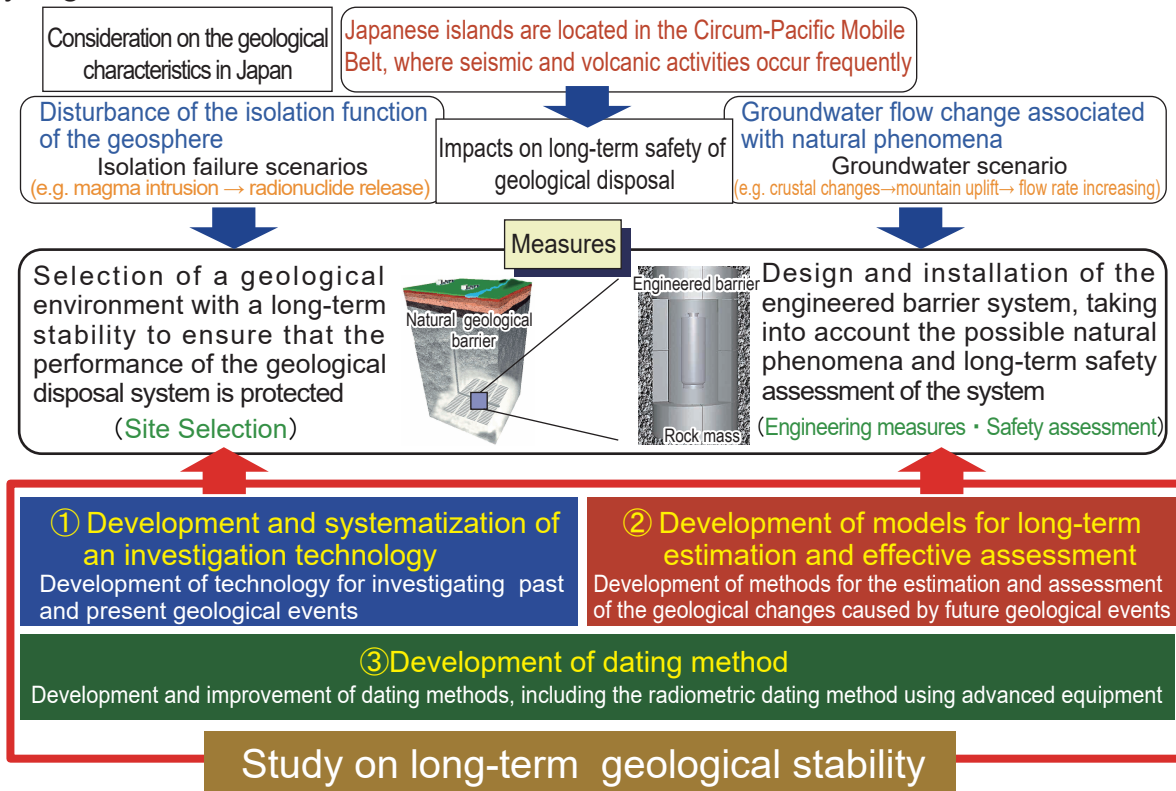 Consideration on the geological
characteristics in Japan
Japanese islands are located in the Circum-Pacific Mobile
Belt, where seismic and volcanic activities occur frequently
Disturbance of the isolation function
of the geosphere
Isolation failure scenarios
(e.g. magma intrusion → radionuclide release)
Impacts on long-term safety of
geological disposal
Groundwater flow change associated
with natural phenomena
Groundwater scenario
(e.g. crustal changes→mountain uplift→ flow rate increasing)
Measures
Selection of a geological
environment with a long-term
stability to ensure that the
performance of the geological
disposal system is protected
(Site Selection)
Natural geological
barrier
Engineered barrier
Rock mass
Design and installation of the
engineered barrier system, taking
into account the possible natural
phenomena and long-term safety
assessment of the system
(Engineering measures・Safety assessment)
① Development and systematization of
an investigation technology
Development of technology for investigating past
and present geological events
② Development of models for long-term
estimation and effective assessment
Development of methods for the estimation and assessment
of the geological changes caused by future geological events
③Development of dating method
Development and improvement of dating methods, including the radiometric dating method using advanced equipment
Study on long-term geological stability